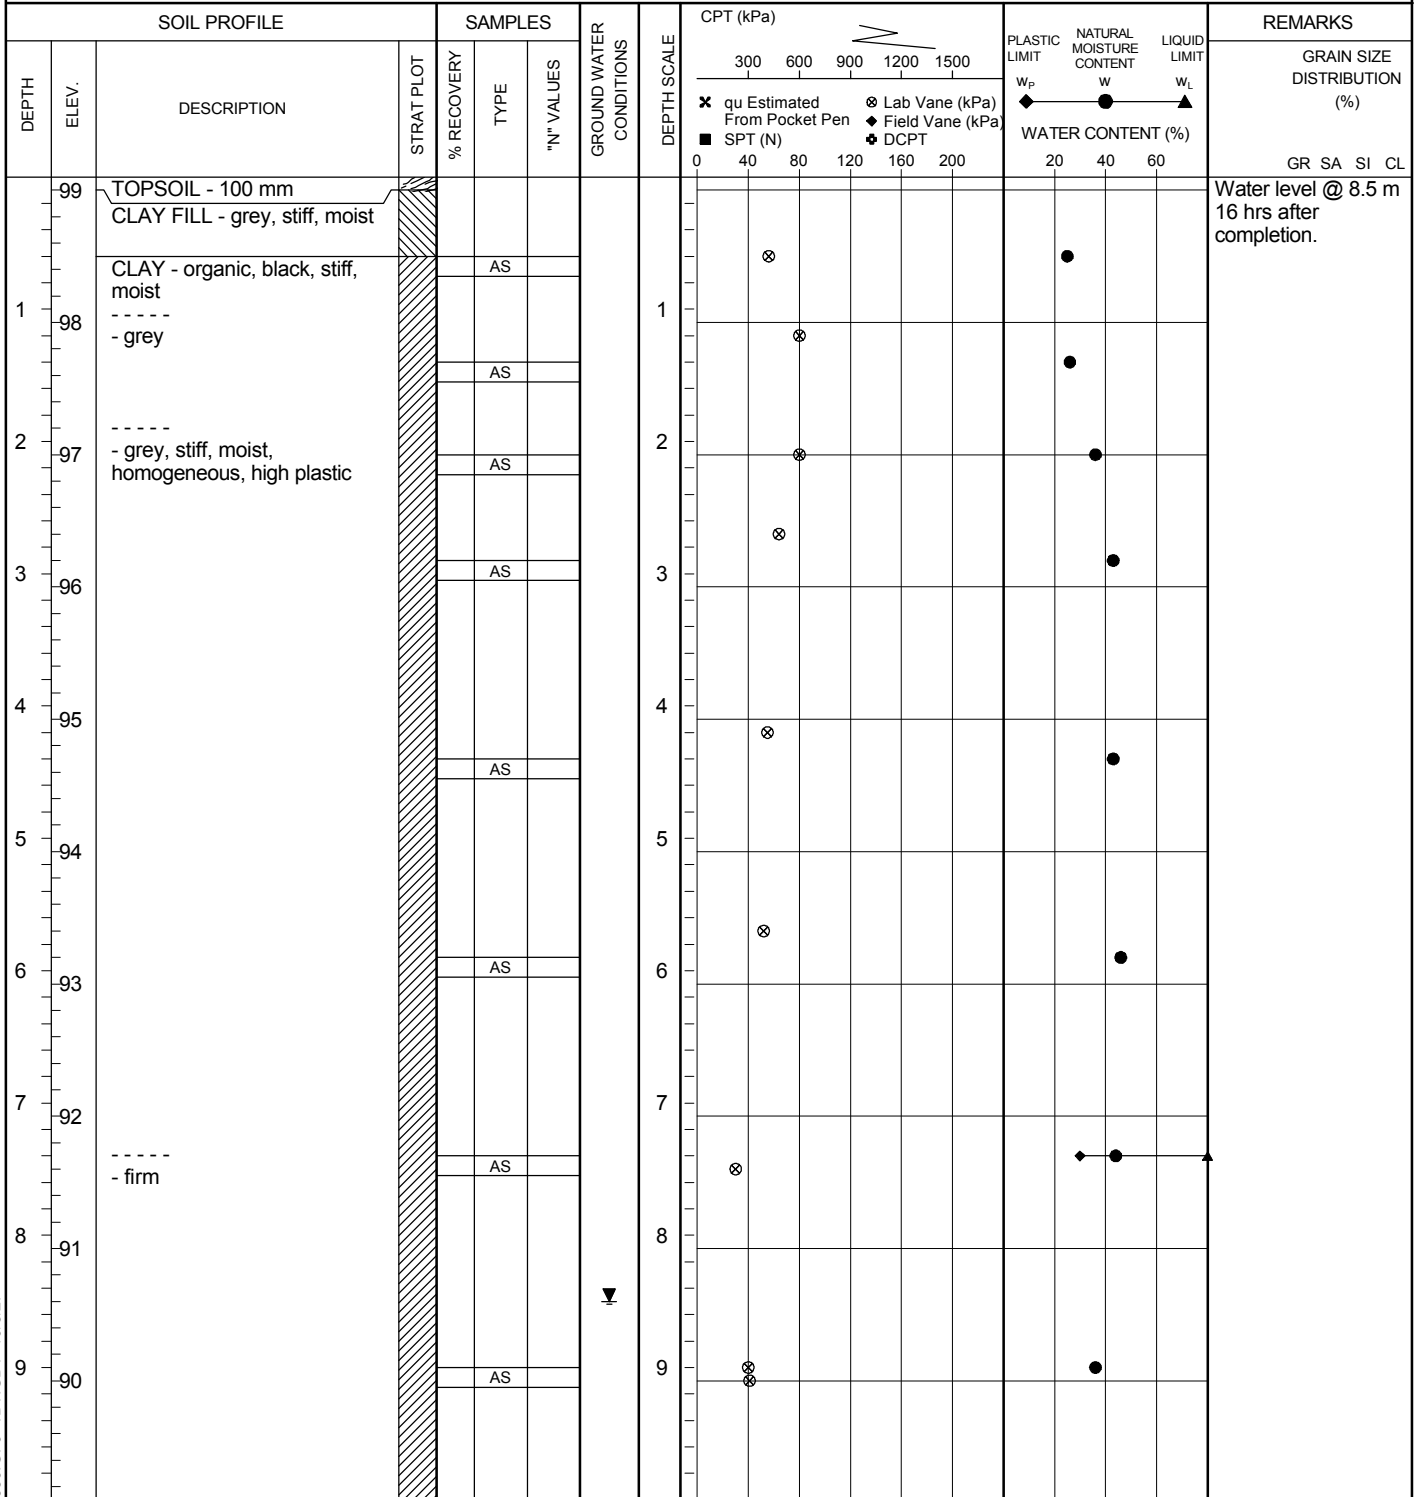 SOIL PROFILE
SAMPLES
GROUND WATER
CONDITIONS
DEPTH SCALE
CPT (kPa)
300 600 900 1200 1500
✖ qu Estimated
From Pocket Pen
■ SPT (N)
⊗ Lab Vane (kPa)
◆ Field Vane (kPa)
✚ DCPT
0 40 80 120 160 200
PLASTIC
LIMIT
NATURAL
MOISTURE
CONTENT
LIQUID
LIMIT
WP W WL
WATER CONTENT (%)
20 40 60
REMARKS
GRAIN SIZE
DISTRIBUTION
(%)
GR SA SI CL
DEPTH
ELEV.
DESCRIPTION
STRAT PLOT
% RECOVERY
TYPE
"N" VALUES
99
TOPSOIL - 100 mm
CLAY FILL - grey, stiff, moist
Water level @ 8.5 m
16 hrs after
completion.
CLAY - organic, black, stiff,
moist
AS
1
98
1
- grey
AS
2
97
2
- grey, stiff, moist,
homogeneous, high plastic
AS
3
96
AS
3
4
95
4
AS
5
94
5
6
93
AS
6
7
92
7
- firm
AS
8
91
8
9
90
AS
9